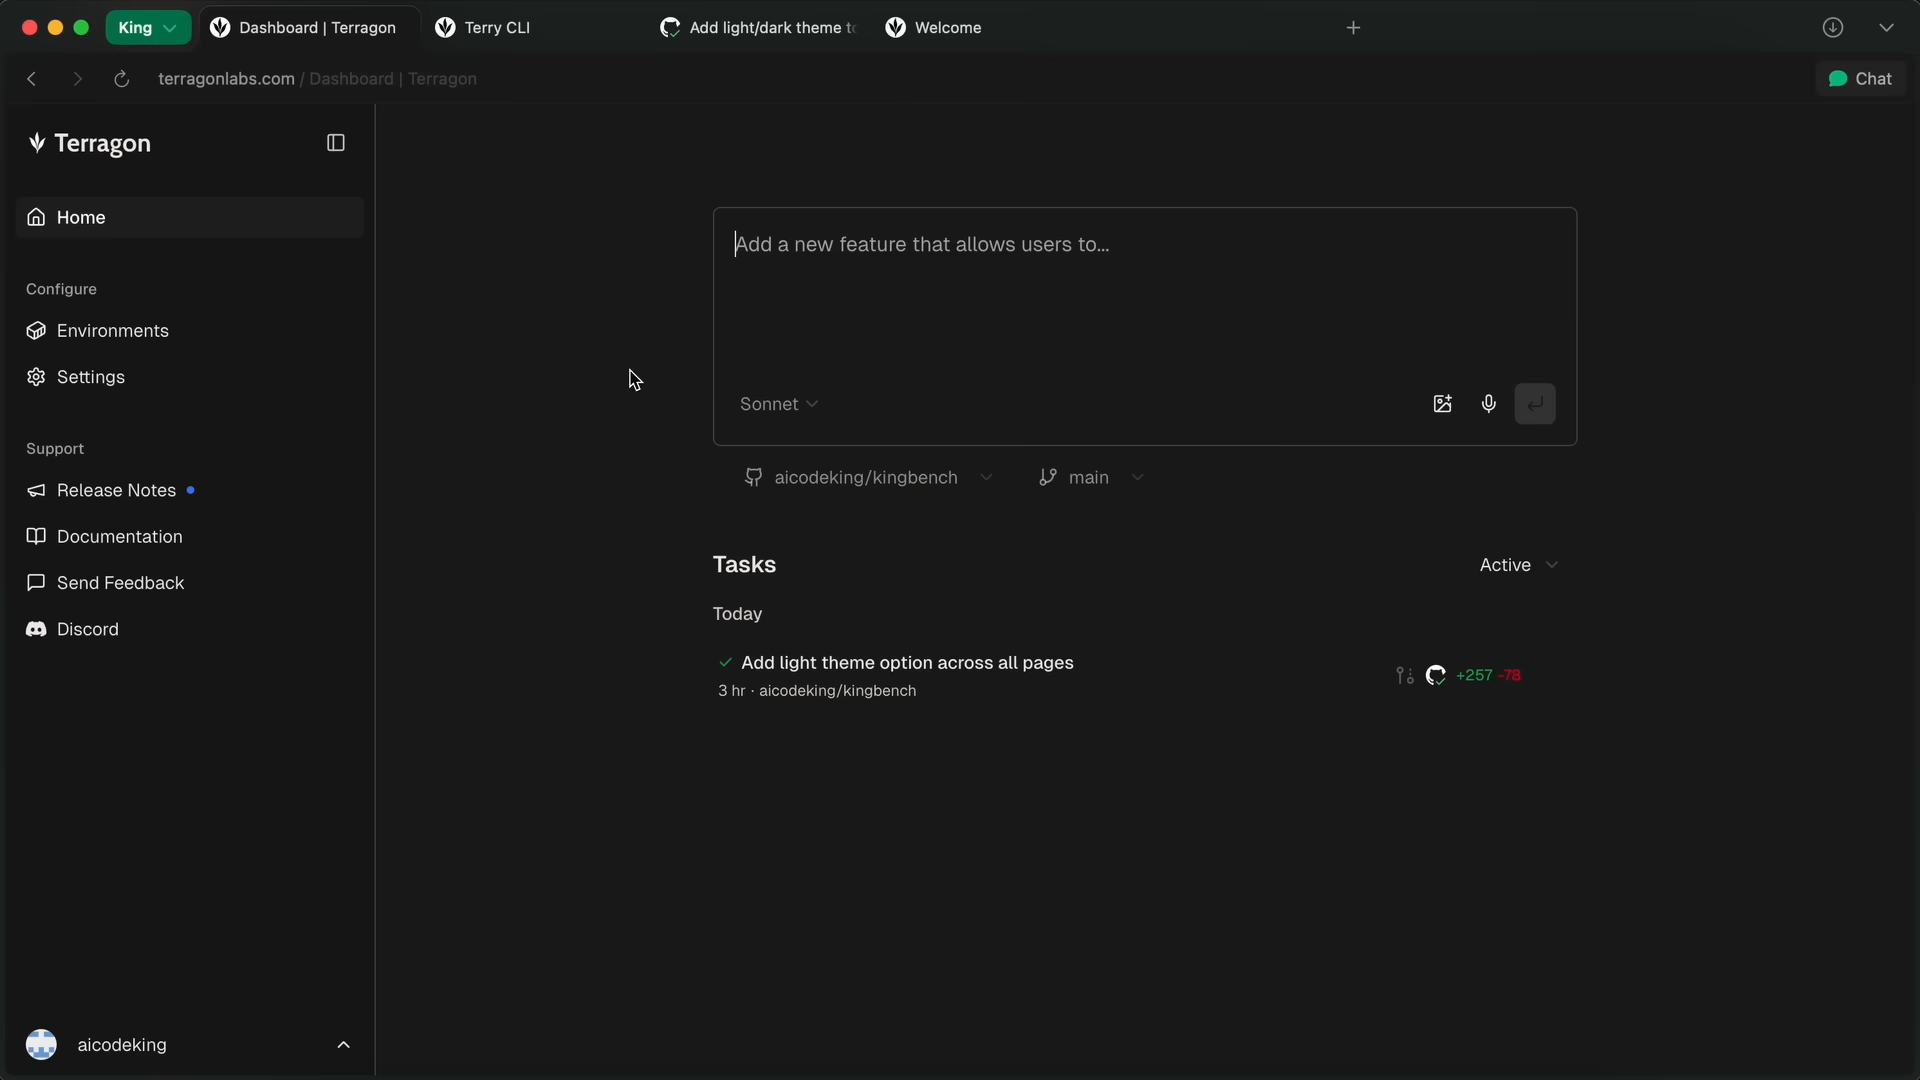 King
Dashboard | Terragon
Terry CLI
Add light/dark theme to
Welcome
terragonlabs.com / Dashboard | Terragon
Chat
Terragon
Home
Configure
Environments
Settings
Support
Release Notes
Documentation
Send Feedback
Discord
aicodeking
Add a new feature that allows users to...
Sonnet
aicodeking/kingbench
main
Tasks
Active
Today
Add light theme option across all pages
3 hr · aicodeking/kingbench
+257 -78